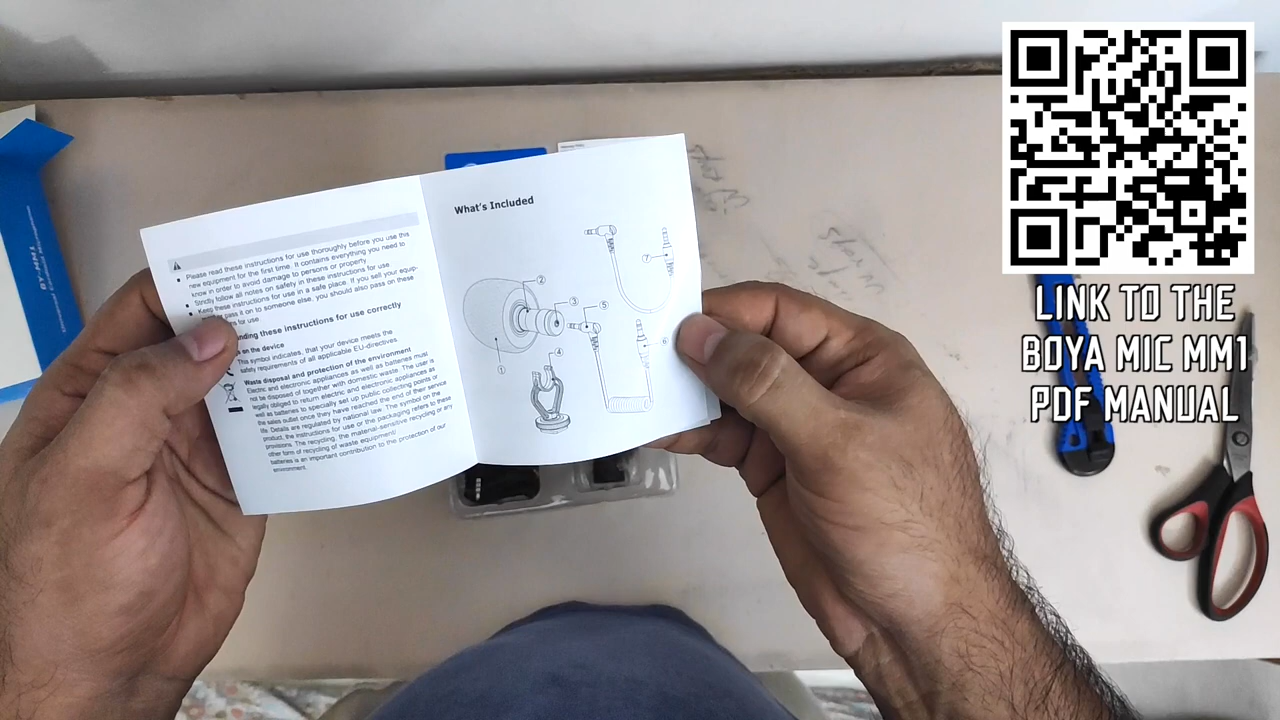 What's Included
Please read these instructions for use thoroughly before you use this
new equipment for the first time. It contains everything you need to
know in order to avoid damage to persons or property
Strictly follow all notes on safety in these instructions for use
Keep these instructions for use in a safe place. If you sell your equip-
pass it on to someone else, you should also pass on these
for use.
these instructions for use correctly
on the device
This symbol indicates, that your device meets the
safety requirements of all applicable EU-directives
Waste disposal and protection of the environment
Electric and electronic appliances as well as batteries must
not be disposed of together with domestic waste. The user is
legally obliged to return electric and electronic appliances as
well as batteries to specially set up public collecting points or
the sales outlet once they have reached the end of their service
life. Details are regulated by national law. The symbol on the
product, the instructions for use or the packaging refers to these
provisions. The recycling, the material-sensitive recycling or any
other form of recycling of waste equipment/
batteries is an important contribution to the protection of our
environment.
1
2
3
4
5
6
7
BY-MM1
LINK TO THE
BOYA MIC MM1
PDF MANUAL